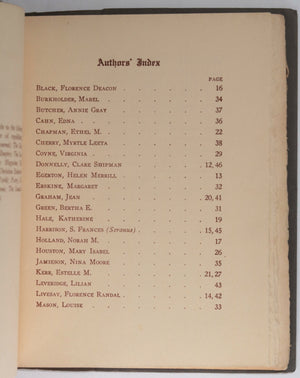 Authors' Index
PAGE
Black, Florence Deacon . . . . . 16
Burkholder, Mabel . . . . . . 34
Butcher, Annie Gray . . . . . . 37
Cahn, Edna . . . . . . . 36
Chapman, Ethel M. . . . . . . 22
Cherry, Myrtle Leeta . . . . . . 38
Coyne, Virginia . . . . . . . 29
Donnelly, Clare Shipman . . . . . 12, 46
Egerton, Helen Merrill . . . . . 13
Erskine, Margaret . . . . . . 32
Graham, Jean . . . . . . . 20, 41
Green, Bertha E. . . . . . . 31
Hale, Katherine . . . . . . 19
Harrison, S. Frances (Seranus) . . . . 15, 45
Holland, Norah M. . . . . . . 17
Houston, Mary Isabel . . . . . . 26
Jamieson, Nina Moore . . . . . . 35
Kerr, Estelle M. . . . . . . 21, 27
Leveridge, Lilian . . . . . . 43
Livesay, Florence Randal . . . . . 14, 42
Mason, Louise . . . . . . . 33